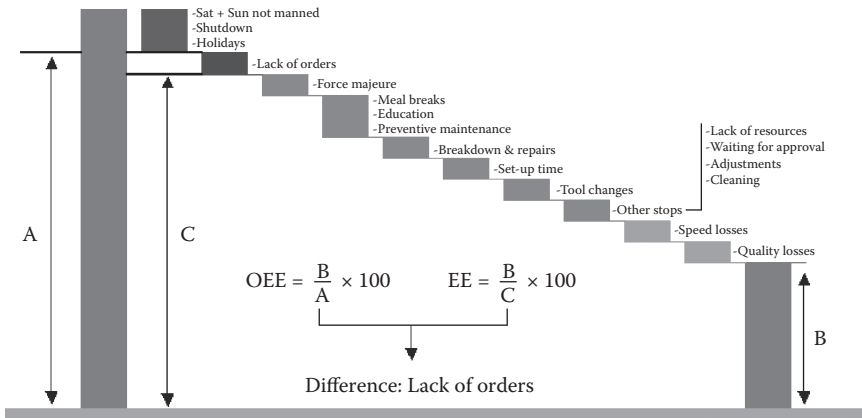 -Sat + Sun not manned
-Shutdown
-Holidays
-Lack of orders
-Force majeure
-Meal breaks
-Education
-Preventive maintenance
-Breakdown & repairs
-Set-up time
-Tool changes
-Other stops
-Lack of resources
-Waiting for approval
-Adjustments
-Cleaning
-Speed losses
-Quality losses
A
C
OEE = B/A × 100 EE = B/C × 100
B
Difference: Lack of orders